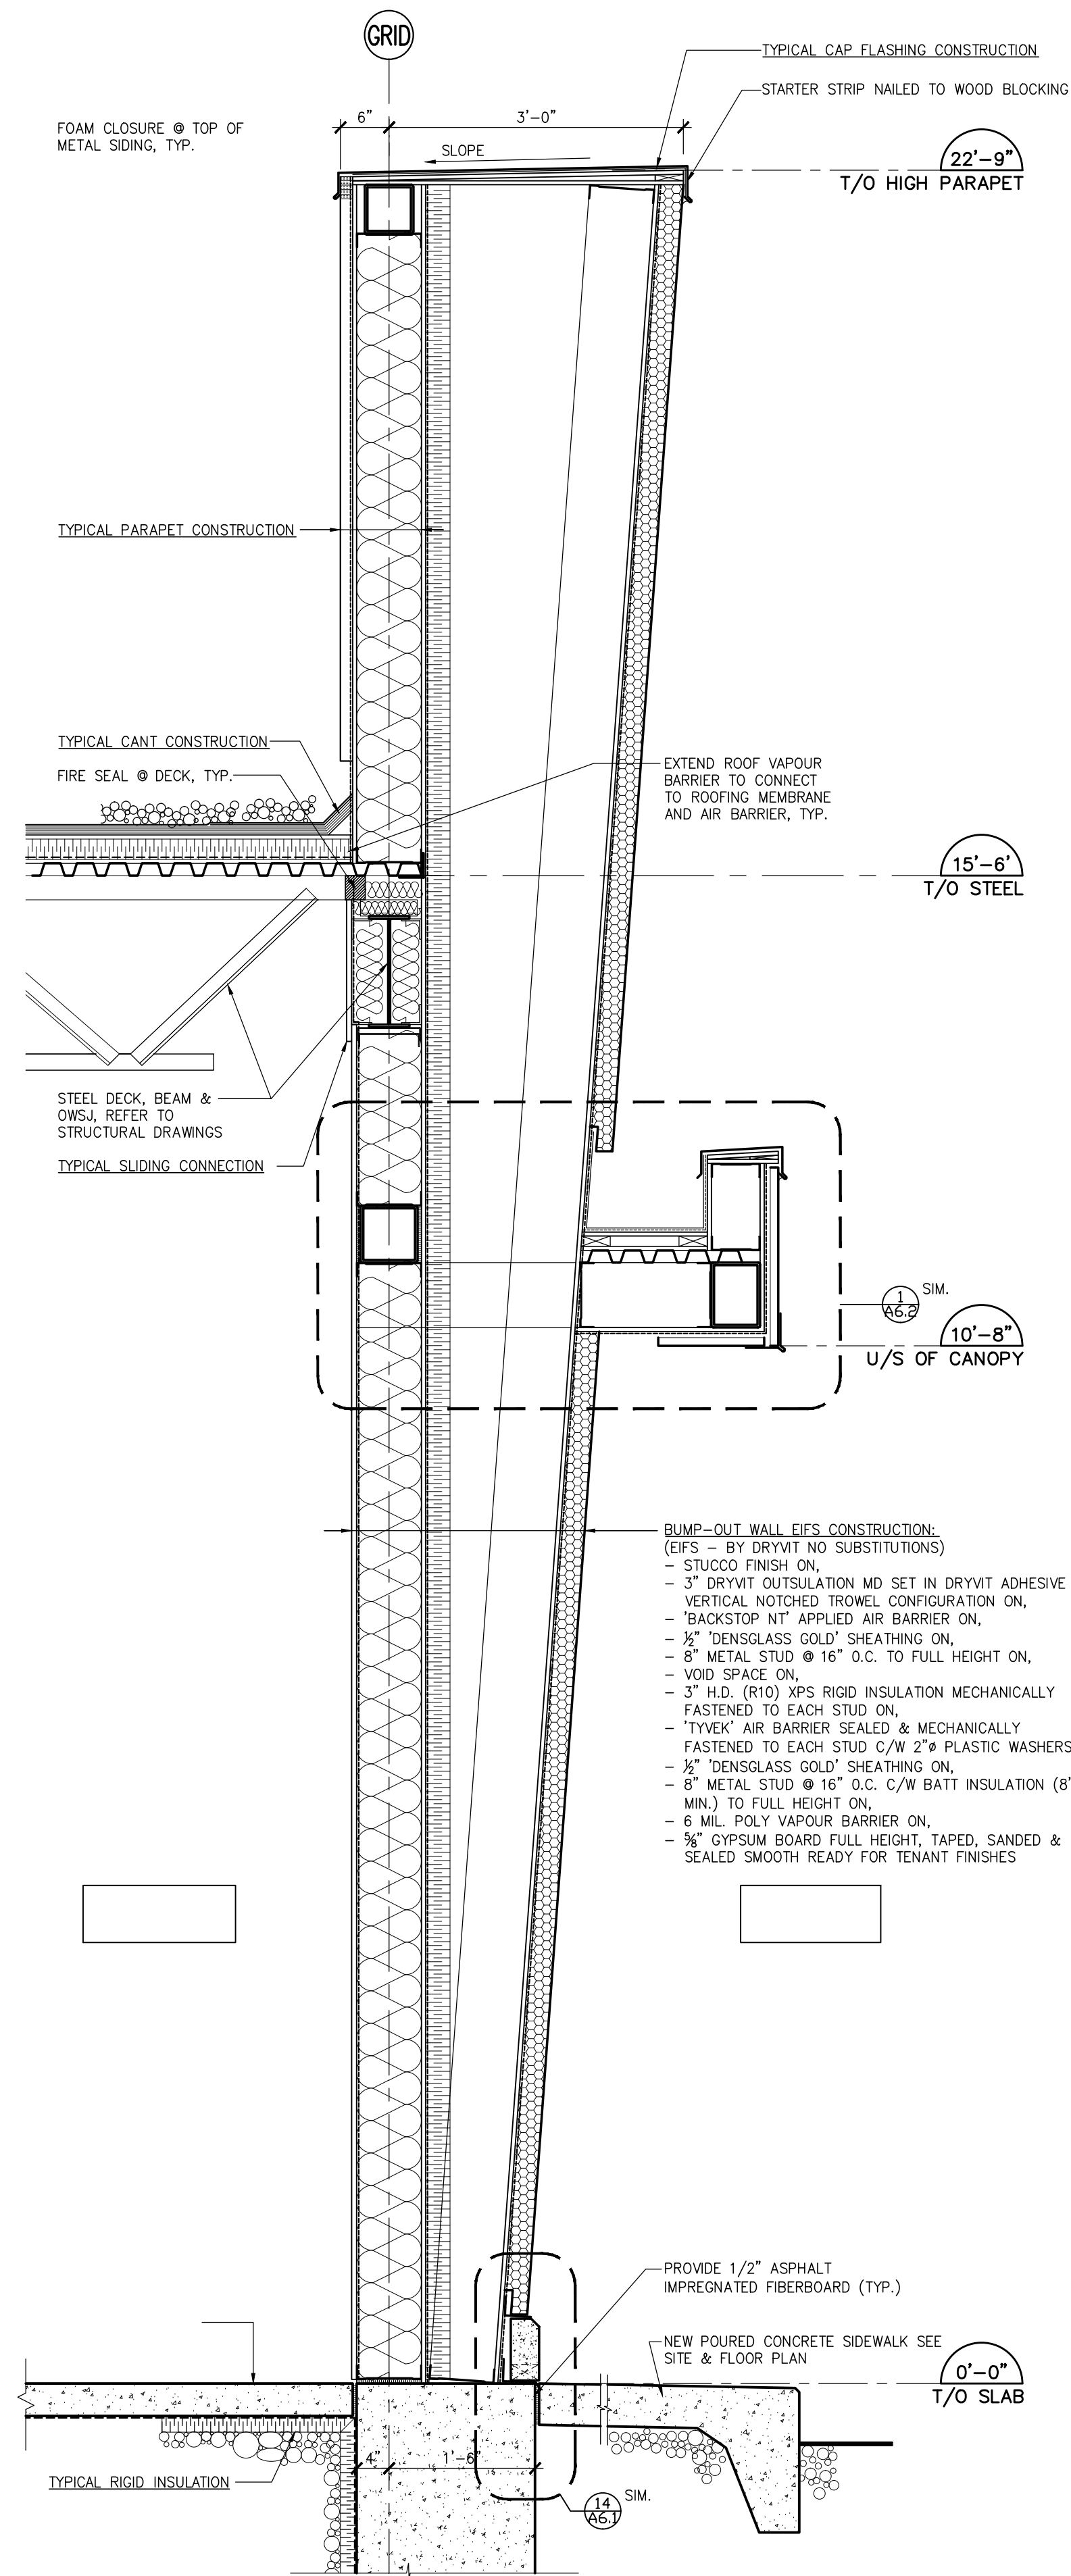 GRID
TYPICAL CAP FLASHING CONSTRUCTION
STARTER STRIP NAILED TO WOOD BLOCKING
6" 3'-0"
FOAM CLOSURE @ TOP OF
METAL SIDING, TYP.
SLOPE
22'-9"
T/O HIGH PARAPET
TYPICAL PARAPET CONSTRUCTION
TYPICAL CANT CONSTRUCTION
FIRE SEAL @ DECK, TYP.
EXTEND ROOF VAPOUR
BARRIER TO CONNECT
TO ROOFING MEMBRANE
AND AIR BARRIER, TYP.
15'-6'
T/O STEEL
STEEL DECK, BEAM &
OWSJ, REFER TO
STRUCTURAL DRAWINGS
TYPICAL SLIDING CONNECTION
1
A6.2
SIM.
10'-8"
U/S OF CANOPY
BUMP-OUT WALL EIFS CONSTRUCTION:
(EIFS - BY DRYVIT NO SUBSTITUTIONS)
- STUCCO FINISH ON,
- 3" DRYVIT OUTSULATION MD SET IN DRYVIT ADHESIVE
VERTICAL NOTCHED TROWEL CONFIGURATION ON,
- 'BACKSTOP NT' APPLIED AIR BARRIER ON,
- ½" 'DENSGLASS GOLD' SHEATHING ON,
- 8" METAL STUD @ 16" O.C. TO FULL HEIGHT ON,
- VOID SPACE ON,
- 3" H.D. (R10) XPS RIGID INSULATION MECHANICALLY
FASTENED TO EACH STUD ON,
- 'TYVEK' AIR BARRIER SEALED & MECHANICALLY
FASTENED TO EACH STUD C/W 2"ø PLASTIC WASHERS
- ½" 'DENSGLASS GOLD' SHEATHING ON,
- 8" METAL STUD @ 16" O.C. C/W BATT INSULATION (8"
MIN.) TO FULL HEIGHT ON,
- 6 MIL. POLY VAPOUR BARRIER ON,
- ⅝" GYPSUM BOARD FULL HEIGHT, TAPED, SANDED &
SEALED SMOOTH READY FOR TENANT FINISHES
PROVIDE 1/2" ASPHALT
IMPREGNATED FIBERBOARD (TYP.)
NEW POURED CONCRETE SIDEWALK SEE
SITE & FLOOR PLAN
0'-0"
T/O SLAB
4" 1'-6"
TYPICAL RIGID INSULATION
14
A6.1
SIM.